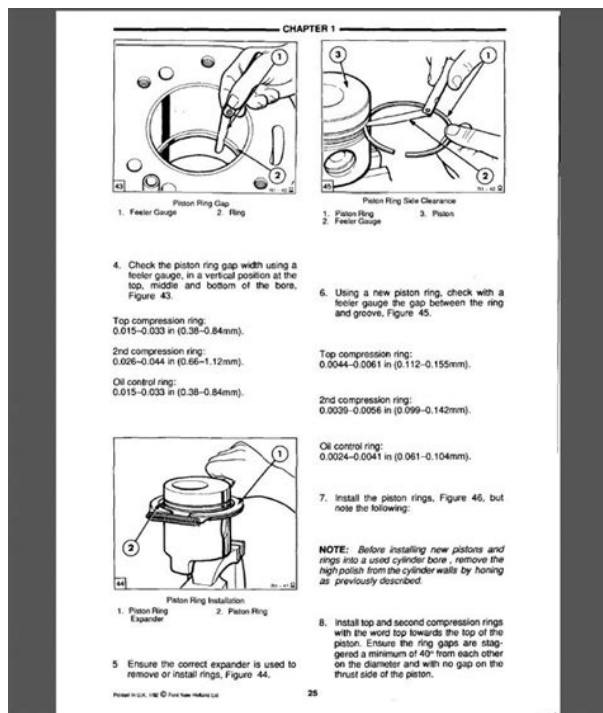 CHAPTER 1
1
2
43
Piston Ring Gap
1. Feeler Gauge 2. Ring
4. Check the piston ring gap width using a
feeler gauge, in a vertical position at the
top, middle and bottom of the bore,
Figure 43.
Top compression ring:
0.015–0.033 in (0.38–0.84mm).
2nd compression ring:
0.026–0.044 in (0.66–1.12mm).
Oil control ring:
0.015–0.033 in (0.38–0.84mm).
1
2
44
Piston Ring Installation
1. Piston Ring 2. Piston Ring
Expander
5 Ensure the correct expander is used to
remove or install rings, Figure 44.
3
1
2
45
Piston Ring Side Clearance
1. Piston Ring 3. Piston
2. Feeler Gauge
6. Using a new piston ring, check with a
feeler gauge the gap between the ring
and groove, Figure 45.
Top compression ring:
0.0044–0.0061 in (0.112–0.155mm).
2nd compression ring:
0.0039–0.0056 in (0.099–0.142mm).
Oil control ring:
0.0024–0.0041 in (0.061–0.104mm).
7. Install the piston rings, Figure 46, but
note the following:
NOTE: Before installing new pistons and
rings into a used cylinder bore , remove the
high polish from the cylinder walls by honing
as previously described.
8. Install top and second compression rings
with the word top towards the top of the
piston. Ensure the ring gaps are stag-
gered a minimum of 40° from each other
on the diameter and with no gap on the
thrust side of the piston.
Printed in U.K. © Ford New Holland Ltd
25